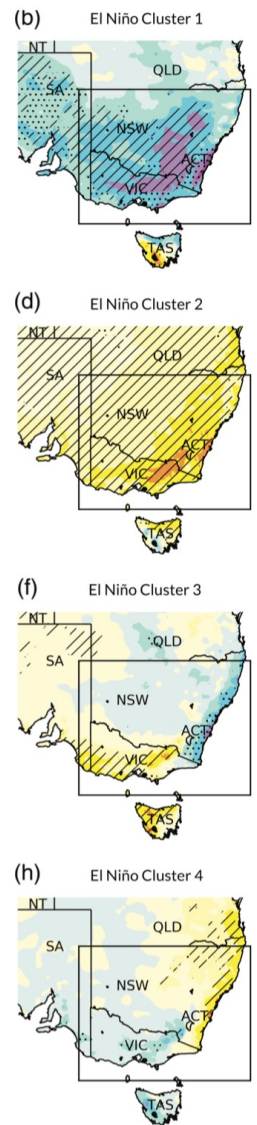 (b) El Niño Cluster 1
NT
QLD
SA
NSW
ACT
VIC
TAS
(d) El Niño Cluster 2
NT
QLD
SA
NSW
ACT
VIC
TAS
(f) El Niño Cluster 3
NT
QLD
SA
NSW
ACT
VIC
TAS
(h) El Niño Cluster 4
NT
QLD
SA
NSW
ACT
VIC
TAS